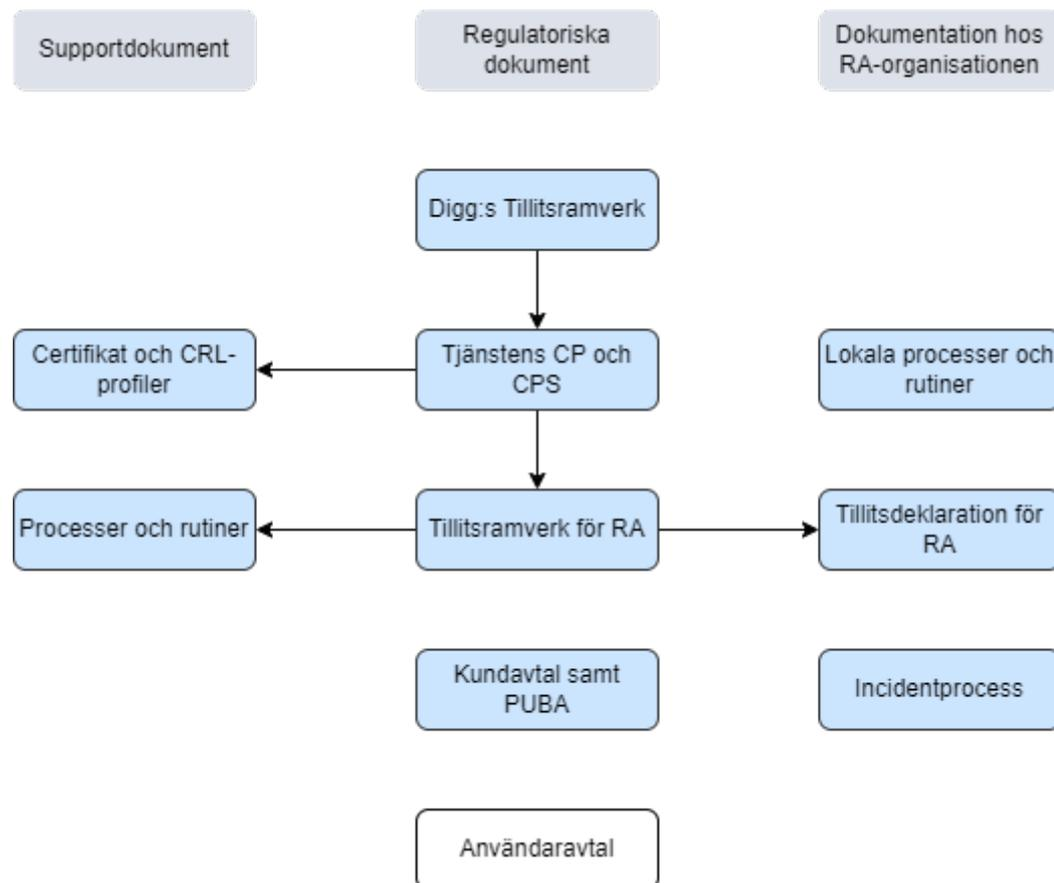 Supportdokument
Regulatoriska
dokument
Dokumentation hos
RA-organisationen
Digg:s Tillitsramverk
Certifikat och CRL-
profiler
Tjänstens CP och
CPS
Lokala processer och
rutiner
Processer och rutiner
Tillitsramverk för RA
Tillitsdeklaration för
RA
Kundavtal samt
PUBA
Incidentprocess
Användaravtal